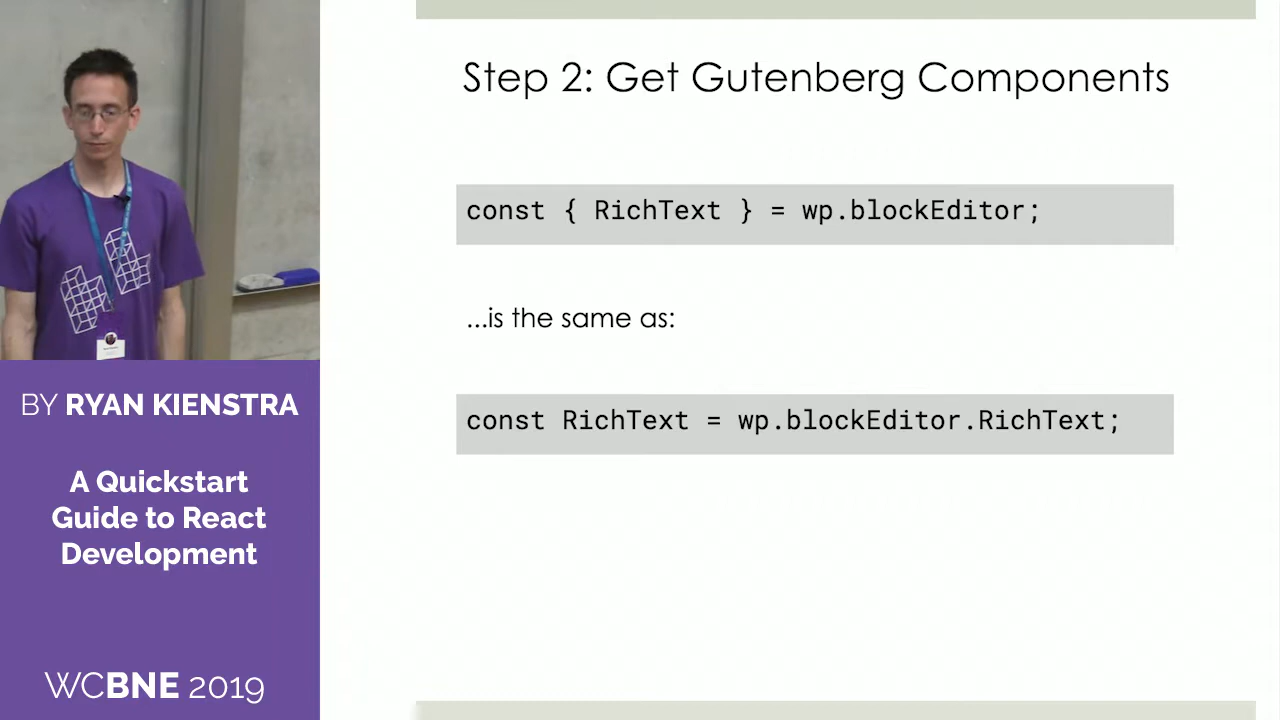 Step 2: Get Gutenberg Components
const { RichText } = wp.blockEditor;
...is the same as:
const RichText = wp.blockEditor.RichText;
BY RYAN KIENSTRA
A Quickstart
Guide to React
Development
WCBNE 2019